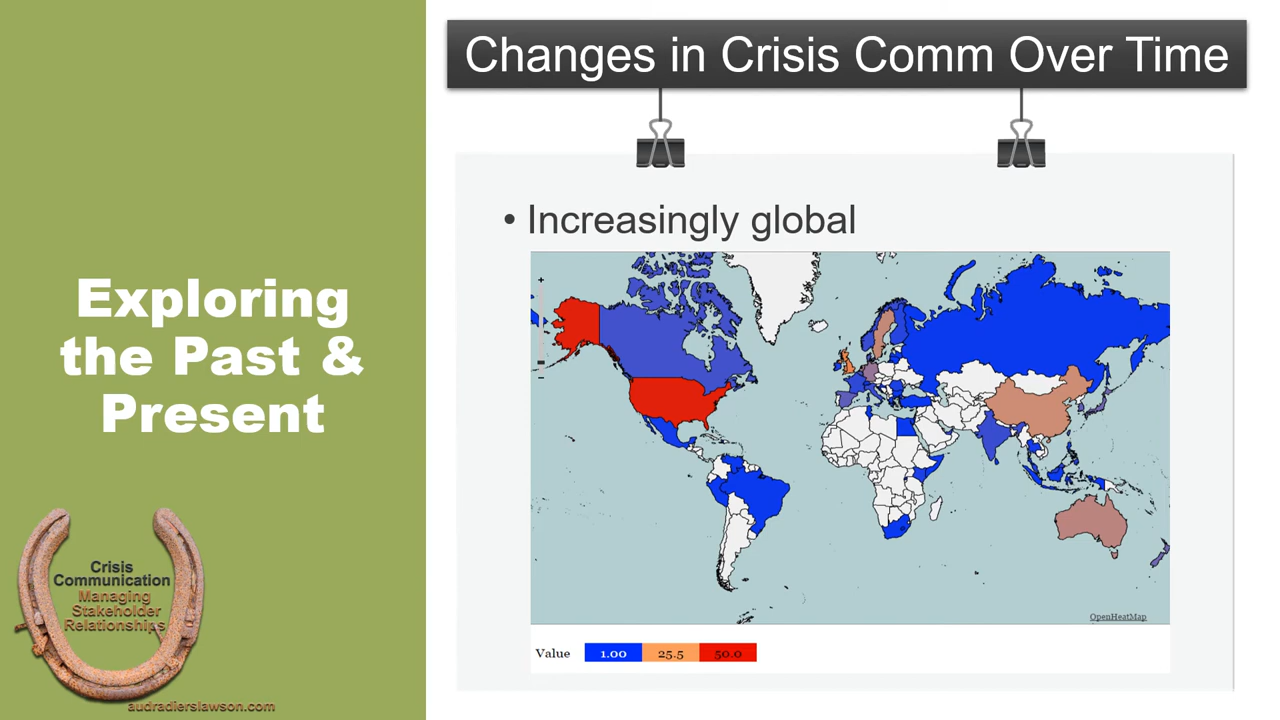 Changes in Crisis Comm Over Time
• Increasingly global
Exploring
the Past &
Present
+
-
OpenHeatMap
Value 1.00 25.5 50.0
Crisis
Communication
Managing
Stakeholder
Relationships
audradierslawson.com